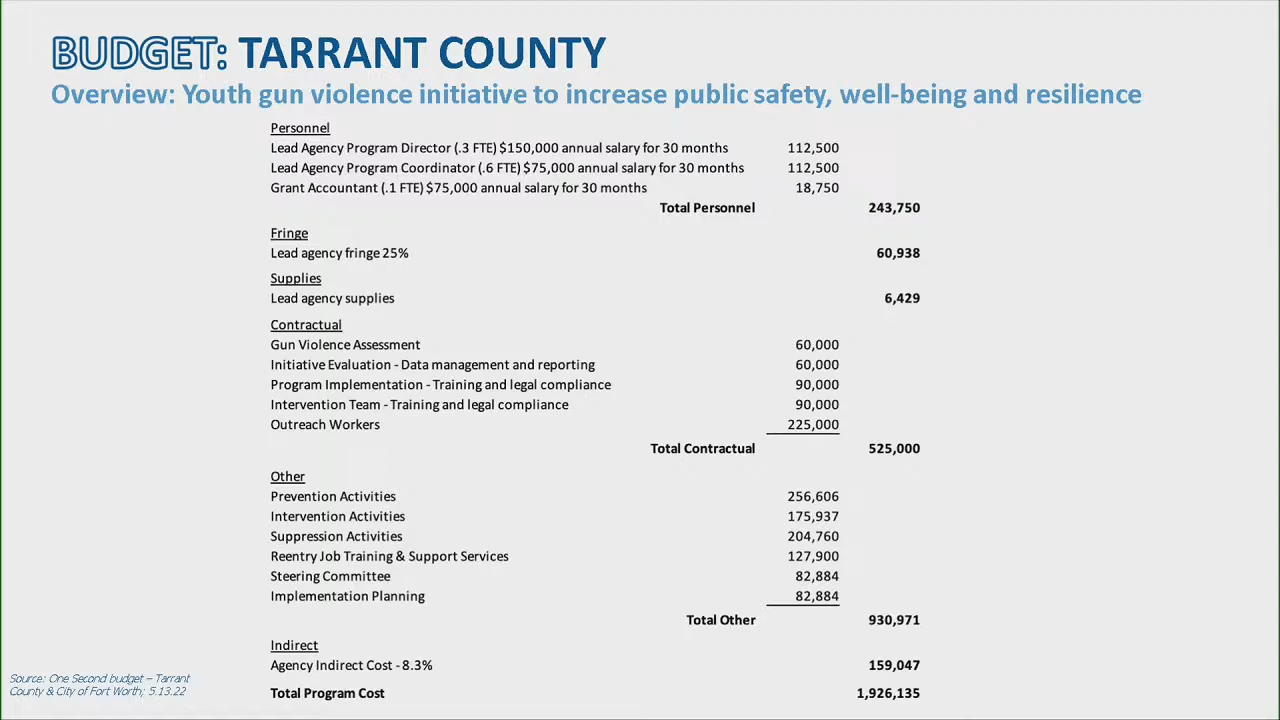 BUDGET: TARRANT COUNTY
Overview: Youth gun violence initiative to increase public safety, well-being and resilience
Personnel
Lead Agency Program Director (.3 FTE) $150,000 annual salary for 30 months 112,500
Lead Agency Program Coordinator (.6 FTE) $75,000 annual salary for 30 months 112,500
Grant Accountant (.1 FTE) $75,000 annual salary for 30 months 18,750
Total Personnel 243,750
Fringe
Lead agency fringe 25% 60,938
Supplies
Lead agency supplies 6,429
Contractual
Gun Violence Assessment 60,000
Initiative Evaluation - Data management and reporting 60,000
Program Implementation - Training and legal compliance 90,000
Intervention Team - Training and legal compliance 90,000
Outreach Workers 225,000
Total Contractual 525,000
Other
Prevention Activities 256,606
Intervention Activities 175,937
Suppression Activities 204,760
Reentry Job Training & Support Services 127,900
Steering Committee 82,884
Implementation Planning 82,884
Total Other 930,971
Indirect
Agency Indirect Cost - 8.3% 159,047
Total Program Cost 1,926,135
Source: One Second budget – Tarrant
County & City of Fort Worth; 5.13.22